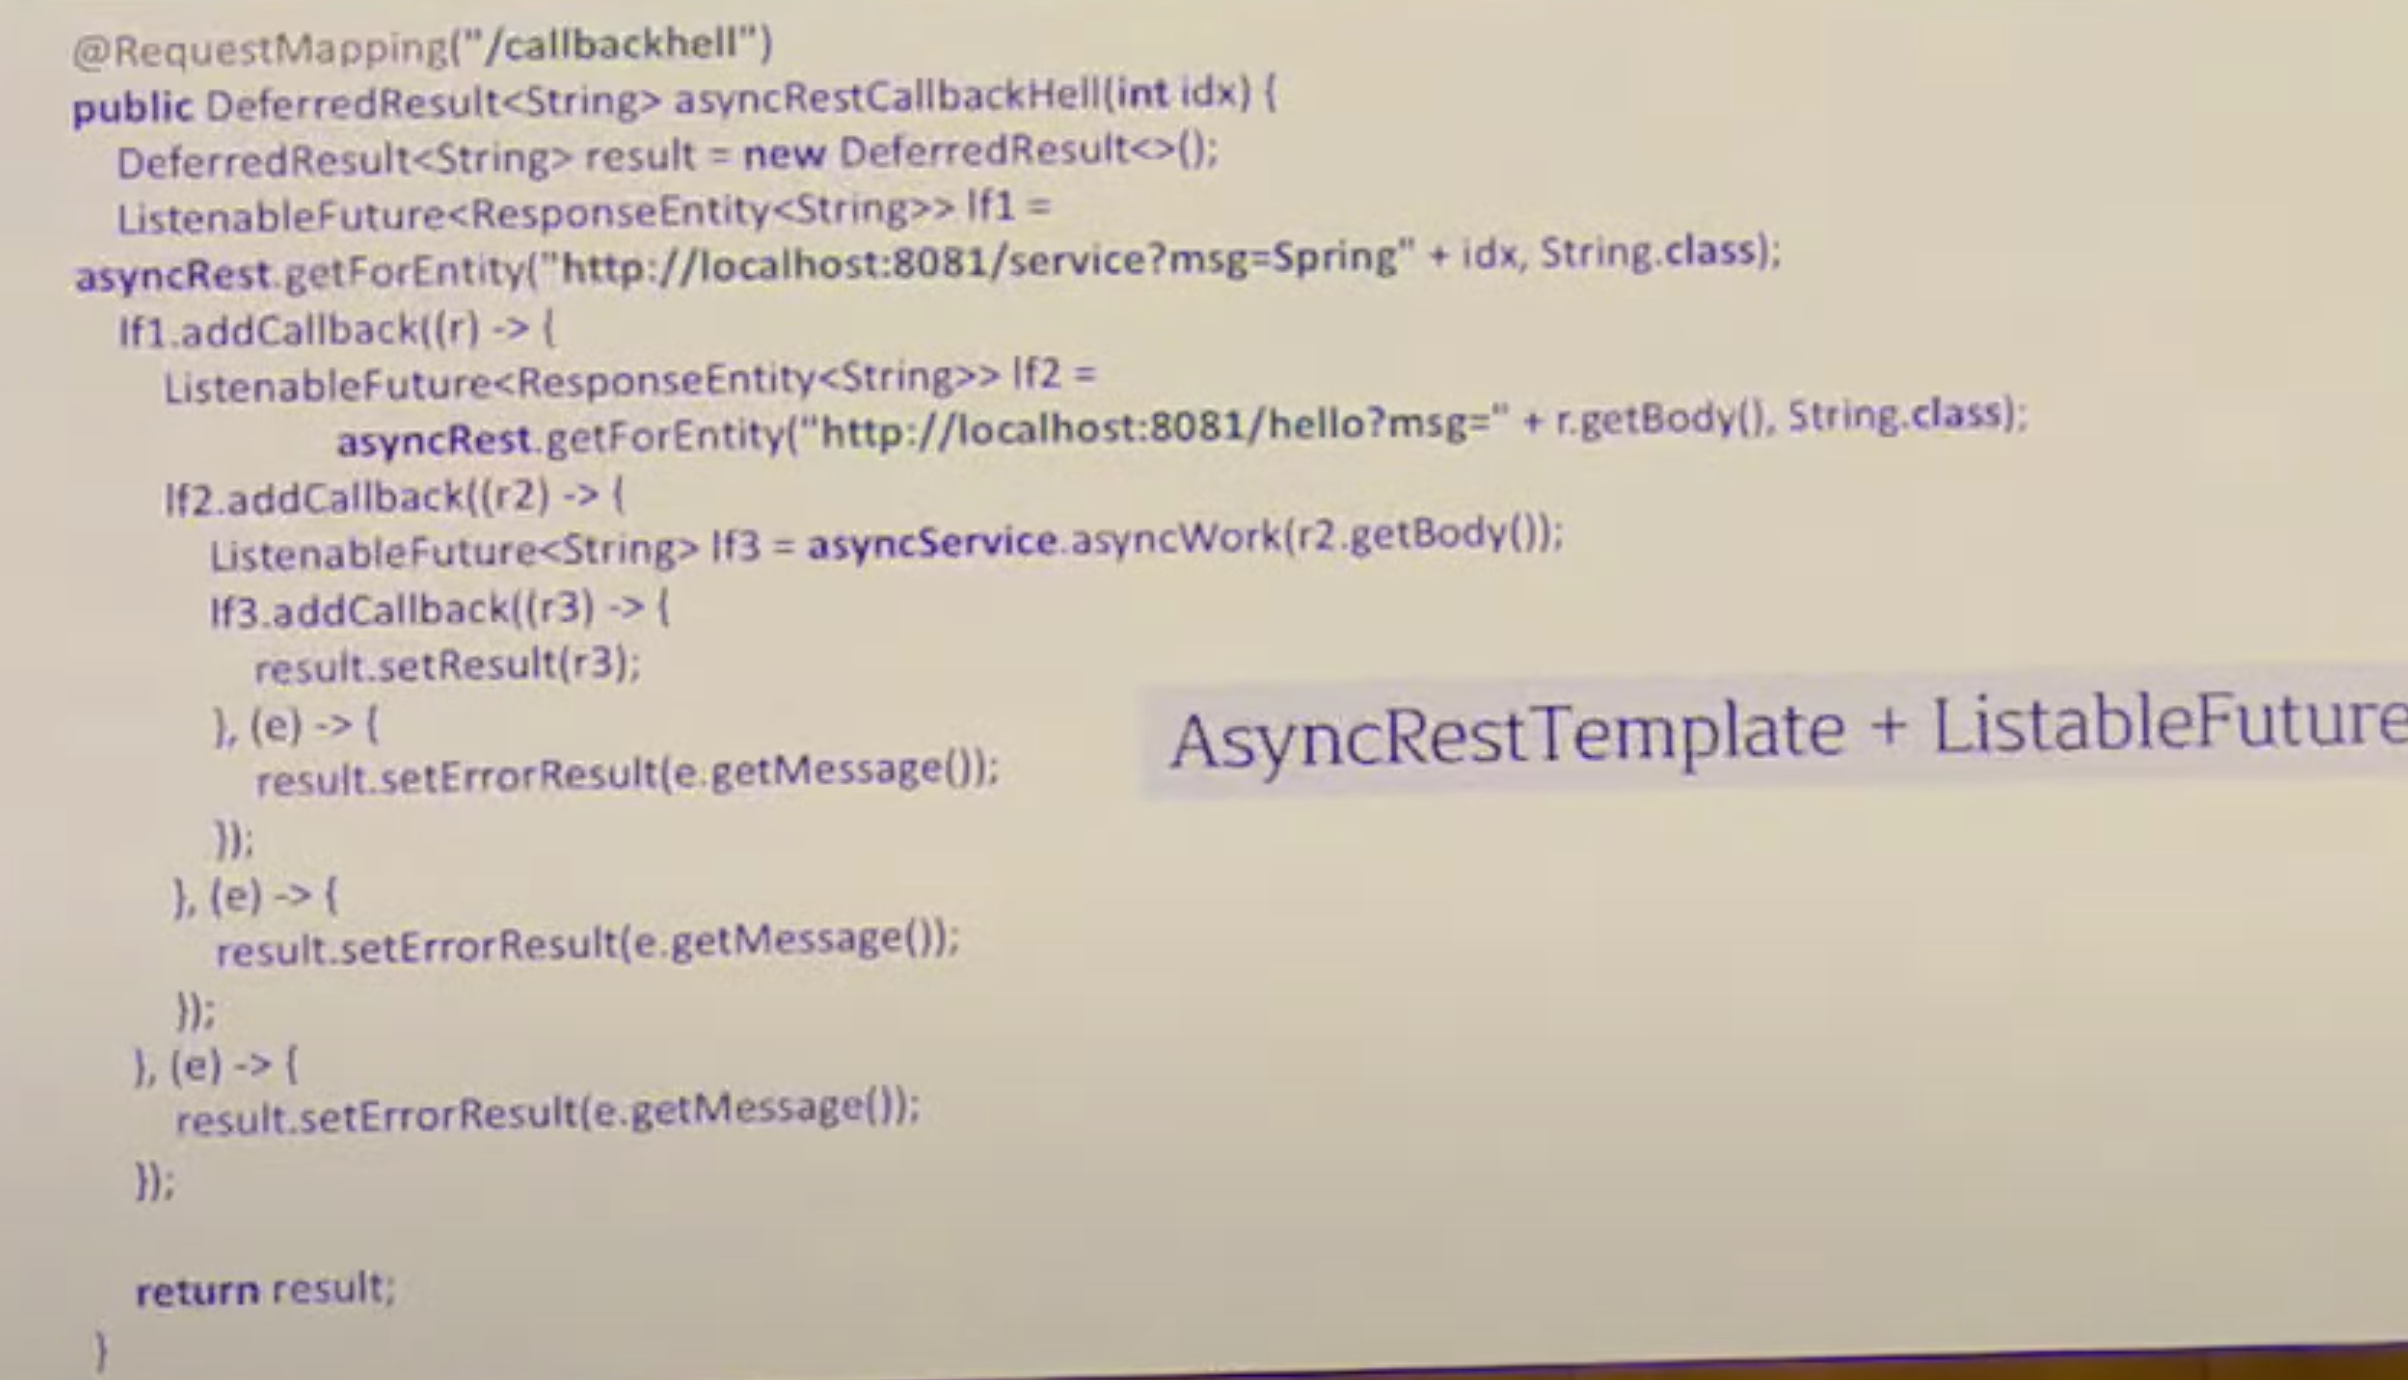 @RequestMapping("/callbackhell")
public DeferredResult<String> asyncRestCallbackHell(int idx) {
DeferredResult<String> result = new DeferredResult<>();
ListenableFuture<ResponseEntity<String>> lf1 =
asyncRest.getForEntity("http://localhost:8081/service?msg=Spring" + idx, String.class);
lf1.addCallback((r) -> {
ListenableFuture<ResponseEntity<String>> lf2 =
asyncRest.getForEntity("http://localhost:8081/hello?msg=" + r.getBody(), String.class);
lf2.addCallback((r2) -> {
ListenableFuture<String> lf3 = asyncService.asyncWork(r2.getBody());
lf3.addCallback((r3) -> {
result.setResult(r3);
}, (e) -> {
result.setErrorResult(e.getMessage());
});
}, (e) -> {
result.setErrorResult(e.getMessage());
});
}, (e) -> {
result.setErrorResult(e.getMessage());
});
return result;
}
AsyncRestTemplate + ListableFuture